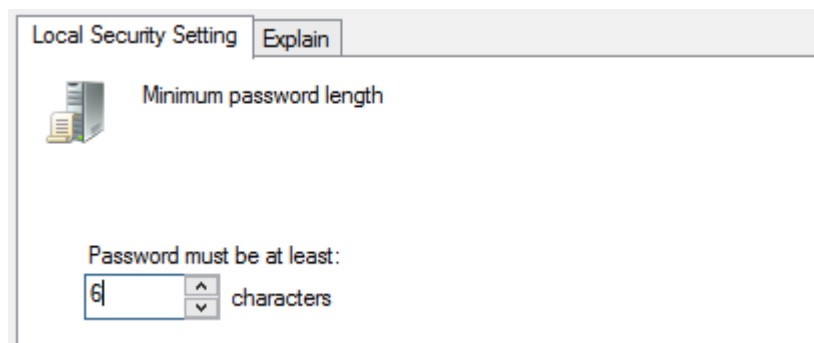 Local Security Setting Explain
Minimum password length
Password must be at least:
6 characters